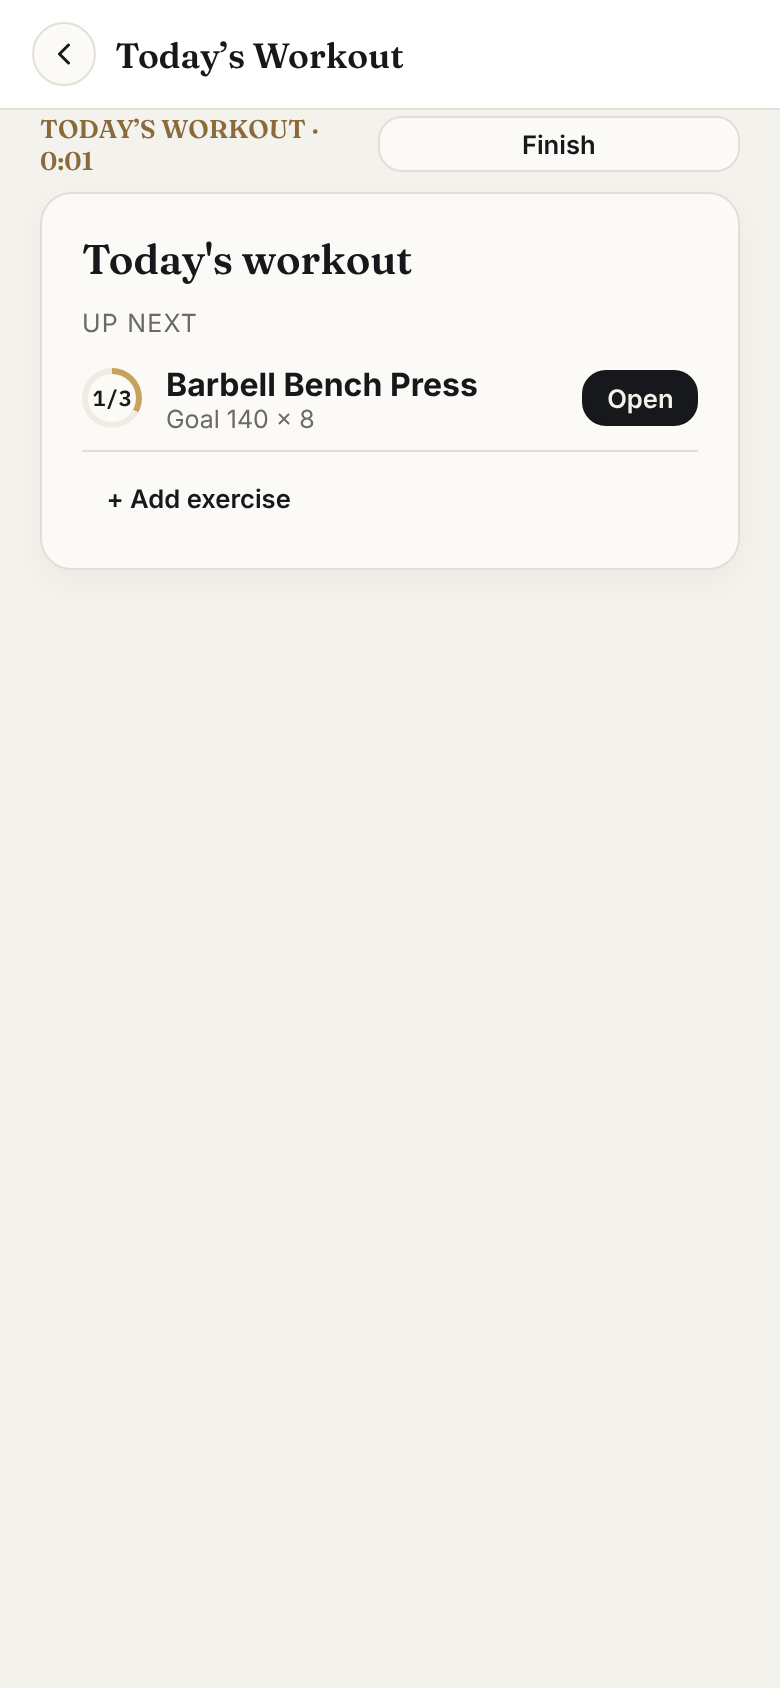 Today’s Workout
TODAY’S WORKOUT ·
0:01
Finish
Today's workout
UP NEXT
1/3
Barbell Bench Press
Goal 140 × 8
Open
+ Add exercise